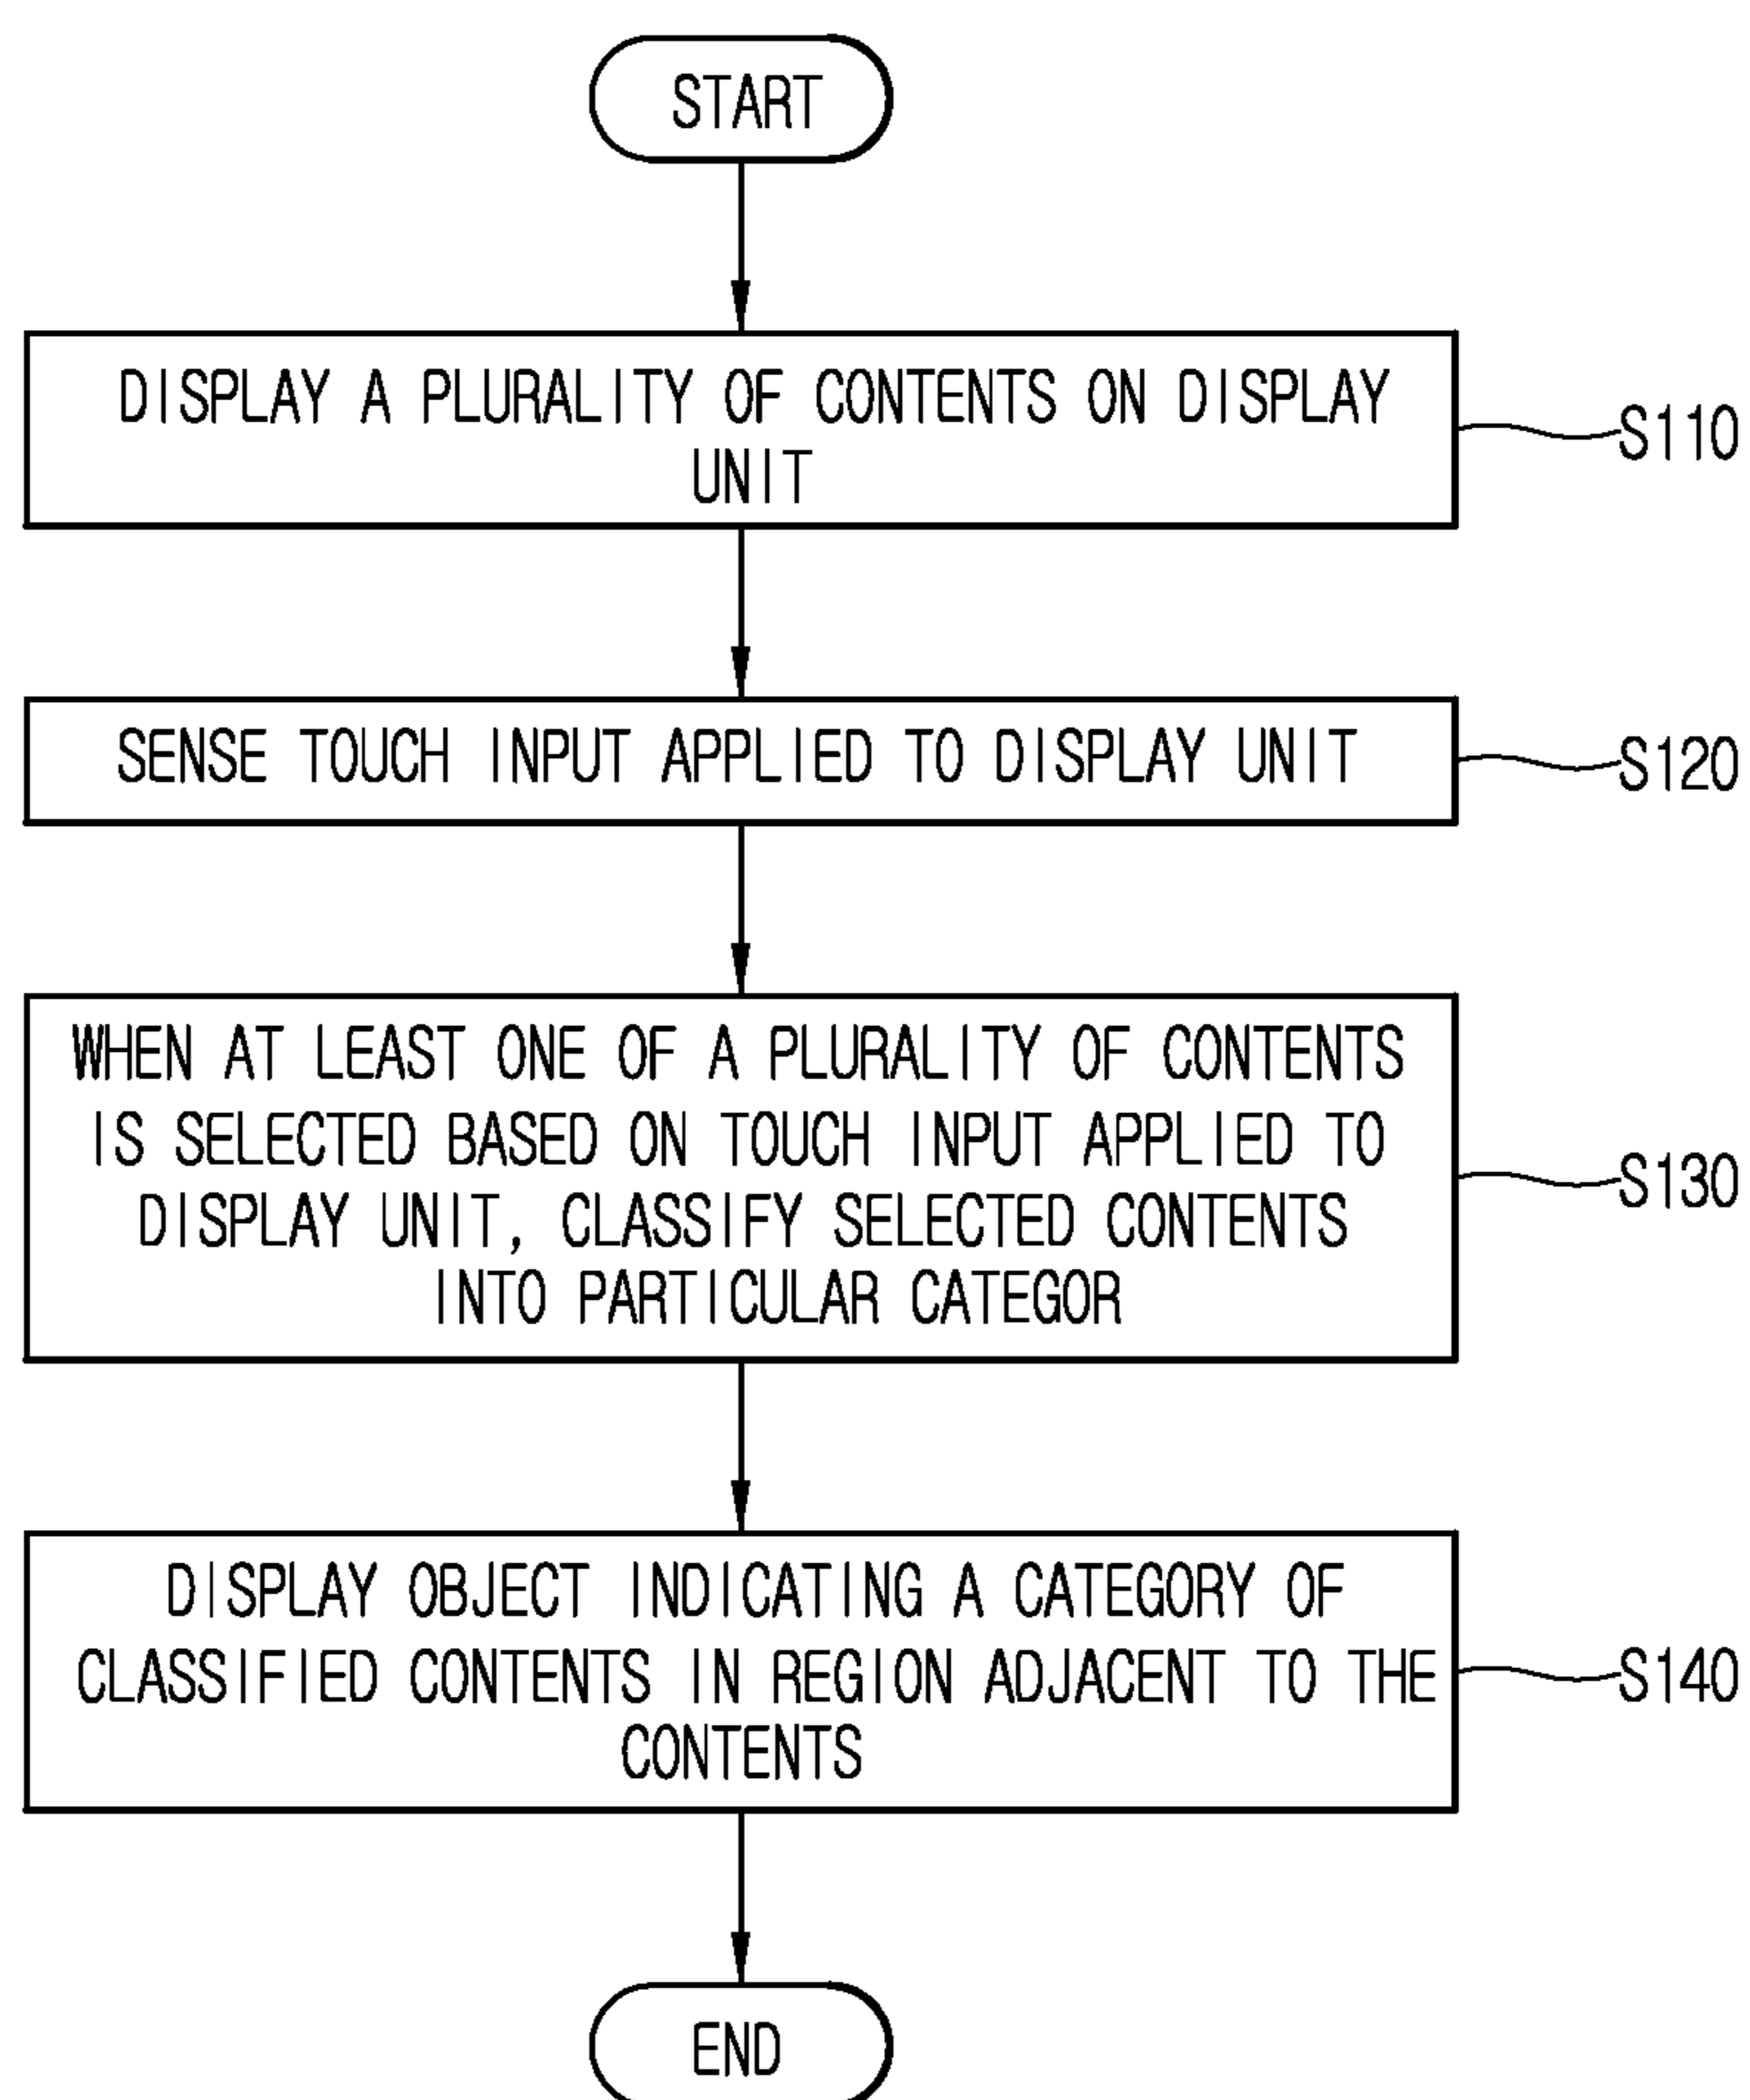 START
DISPLAY A PLURALITY OF CONTENTS ON DISPLAY
UNIT
S110
SENSE TOUCH INPUT APPLIED TO DISPLAY UNIT
S120
WHEN AT LEAST ONE OF A PLURALITY OF CONTENTS
IS SELECTED BASED ON TOUCH INPUT APPLIED TO
DISPLAY UNIT, CLASSIFY SELECTED CONTENTS
INTO PARTICULAR CATEGOR
S130
DISPLAY OBJECT INDICATING A CATEGORY OF
CLASSIFIED CONTENTS IN REGION ADJACENT TO THE
CONTENTS
S140
END